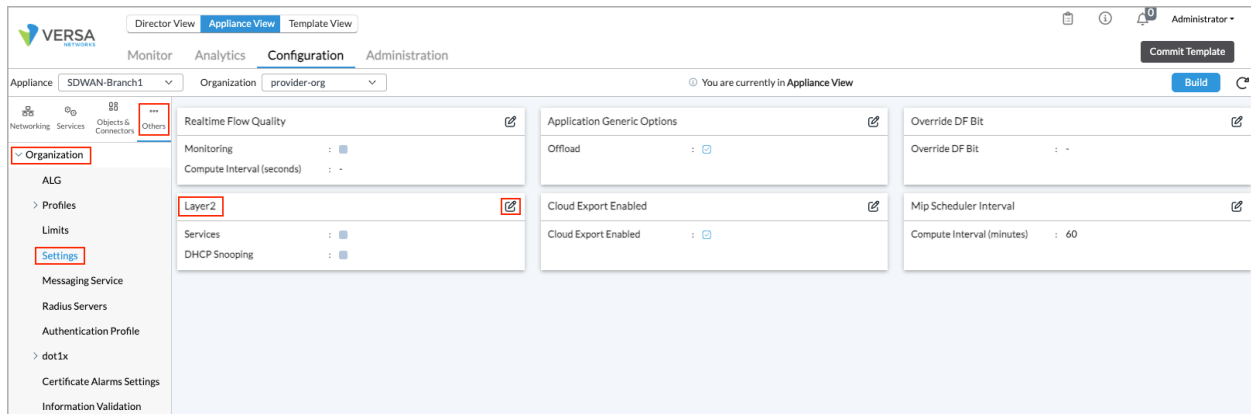 Director View Appliance View Template View
0
Administrator
VERSA
NETWORKS
Monitor Analytics Configuration Administration
Commit Template
Appliance SDWAN-Branch1 Organization provider-org
You are currently in Appliance View
Build
Networking Services Objects & Connectors Others
Organization
ALG
Profiles
Limits
Settings
Messaging Service
Radius Servers
Authentication Profile
dot1x
Certificate Alarms Settings
Information Validation
Realtime Flow Quality
Monitoring :
Compute Interval (seconds) : -
Application Generic Options
Offload :
Override DF Bit
Override DF Bit : -
Layer2
Services :
DHCP Snooping :
Cloud Export Enabled
Cloud Export Enabled :
Mip Scheduler Interval
Compute Interval (minutes) : 60